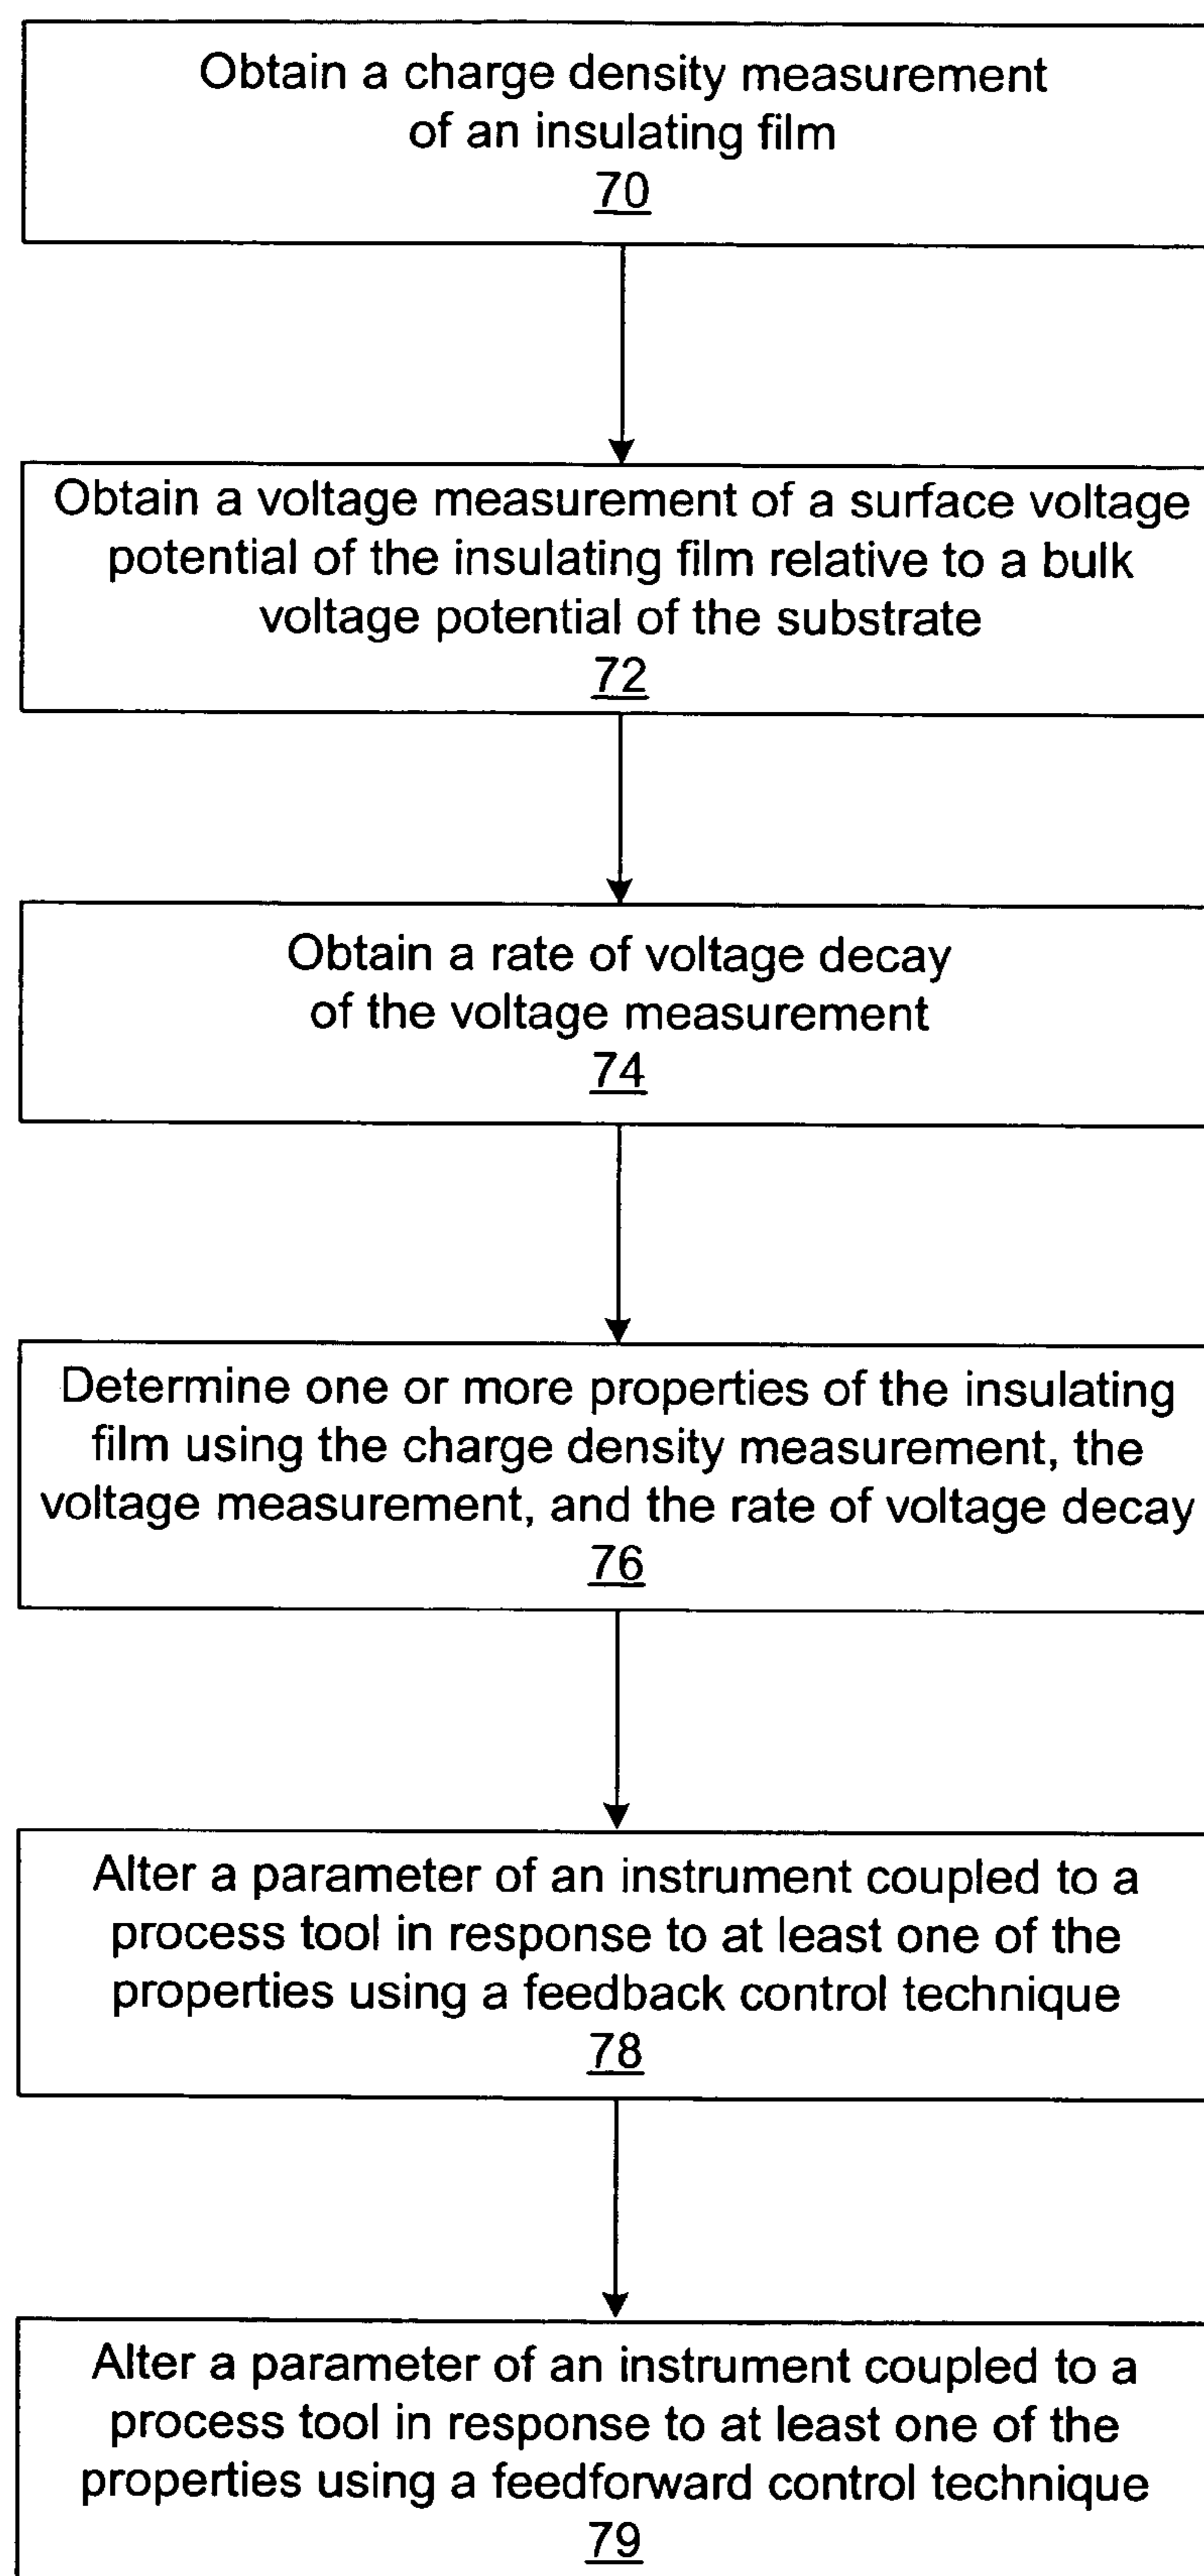 Obtain a charge density measurement
of an insulating film
70
Obtain a voltage measurement of a surface voltage
potential of the insulating film relative to a bulk
voltage potential of the substrate
72
Obtain a rate of voltage decay
of the voltage measurement
74
Determine one or more properties of the insulating
film using the charge density measurement, the
voltage measurement, and the rate of voltage decay
76
Alter a parameter of an instrument coupled to a
process tool in response to at least one of the
properties using a feedback control technique
78
Alter a parameter of an instrument coupled to a
process tool in response to at least one of the
properties using a feedforward control technique
79